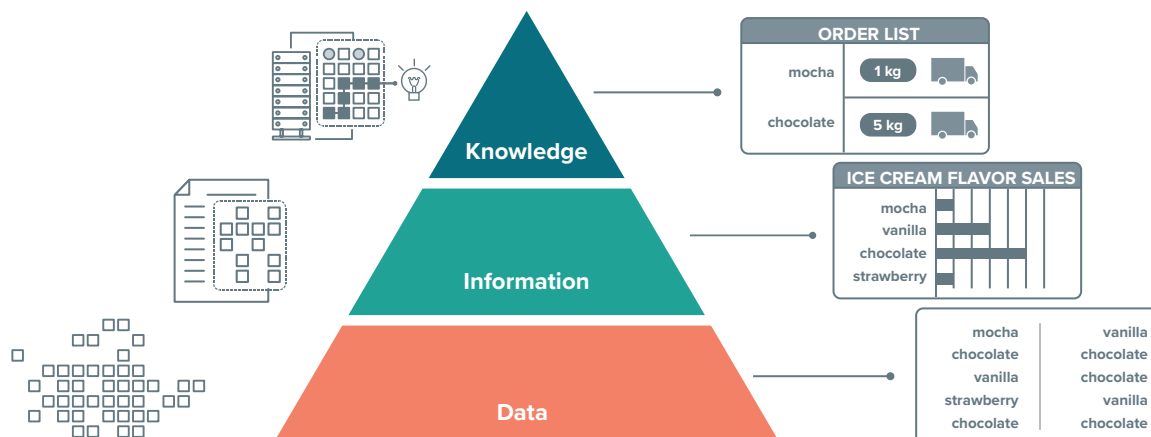 ORDER LIST
mocha 1 kg
chocolate 5 kg
Knowledge
ICE CREAM FLAVOR SALES
mocha
vanilla
chocolate
strawberry
Information
mocha vanilla
chocolate chocolate
vanilla chocolate
strawberry vanilla
chocolate chocolate
Data